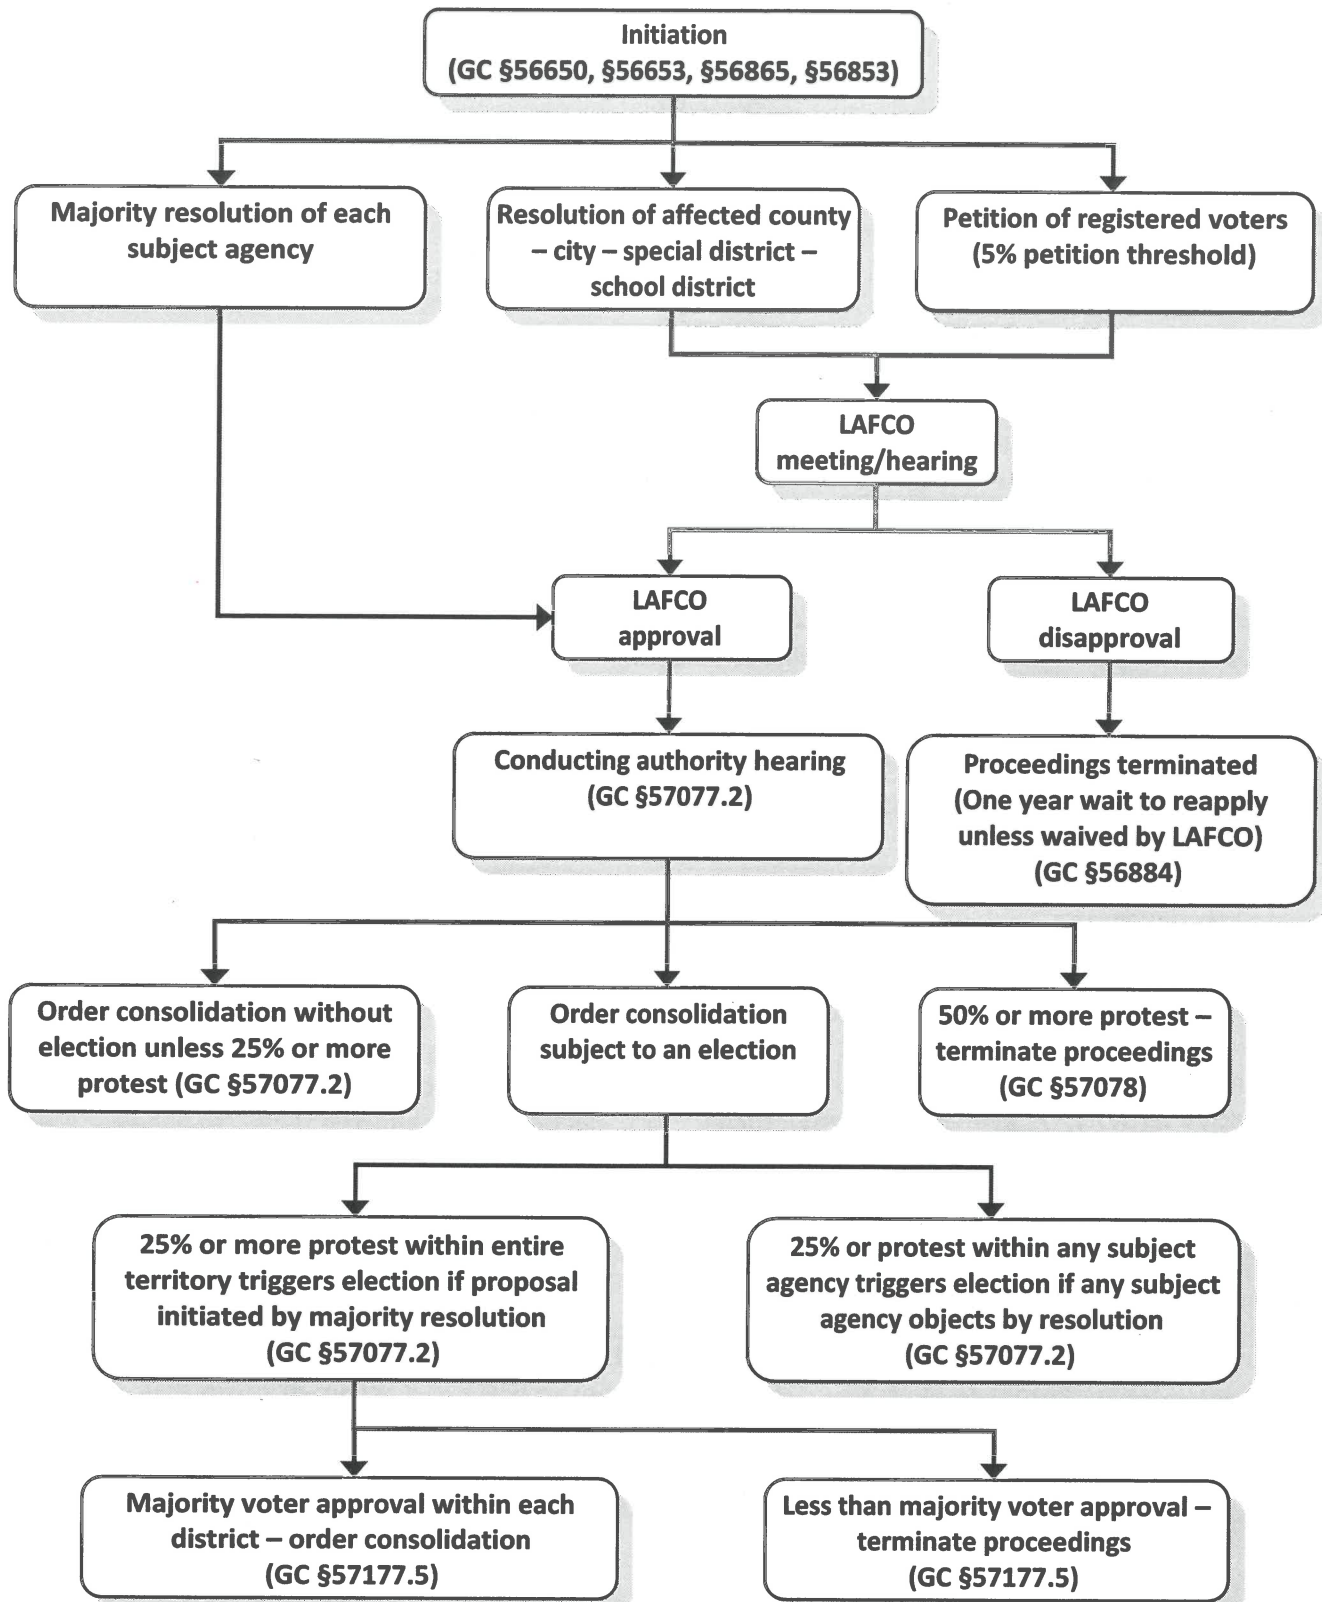 Initiation
(GC §56650, §56653, §56865, §56853)
Majority resolution of each
subject agency
Resolution of affected county
– city – special district –
school district
Petition of registered voters
(5% petition threshold)
LAFCO
meeting/hearing
LAFCO
approval
LAFCO
disapproval
Conducting authority hearing
(GC §57077.2)
Proceedings terminated
(One year wait to reapply
unless waived by LAFCO)
(GC §56884)
Order consolidation without
election unless 25% or more
protest (GC §57077.2)
Order consolidation
subject to an election
50% or more protest –
terminate proceedings
(GC §57078)
25% or more protest within entire
territory triggers election if proposal
initiated by majority resolution
(GC §57077.2)
25% or protest within any subject
agency triggers election if any subject
agency objects by resolution
(GC §57077.2)
Majority voter approval within each
district – order consolidation
(GC §57177.5)
Less than majority voter approval –
terminate proceedings
(GC §57177.5)